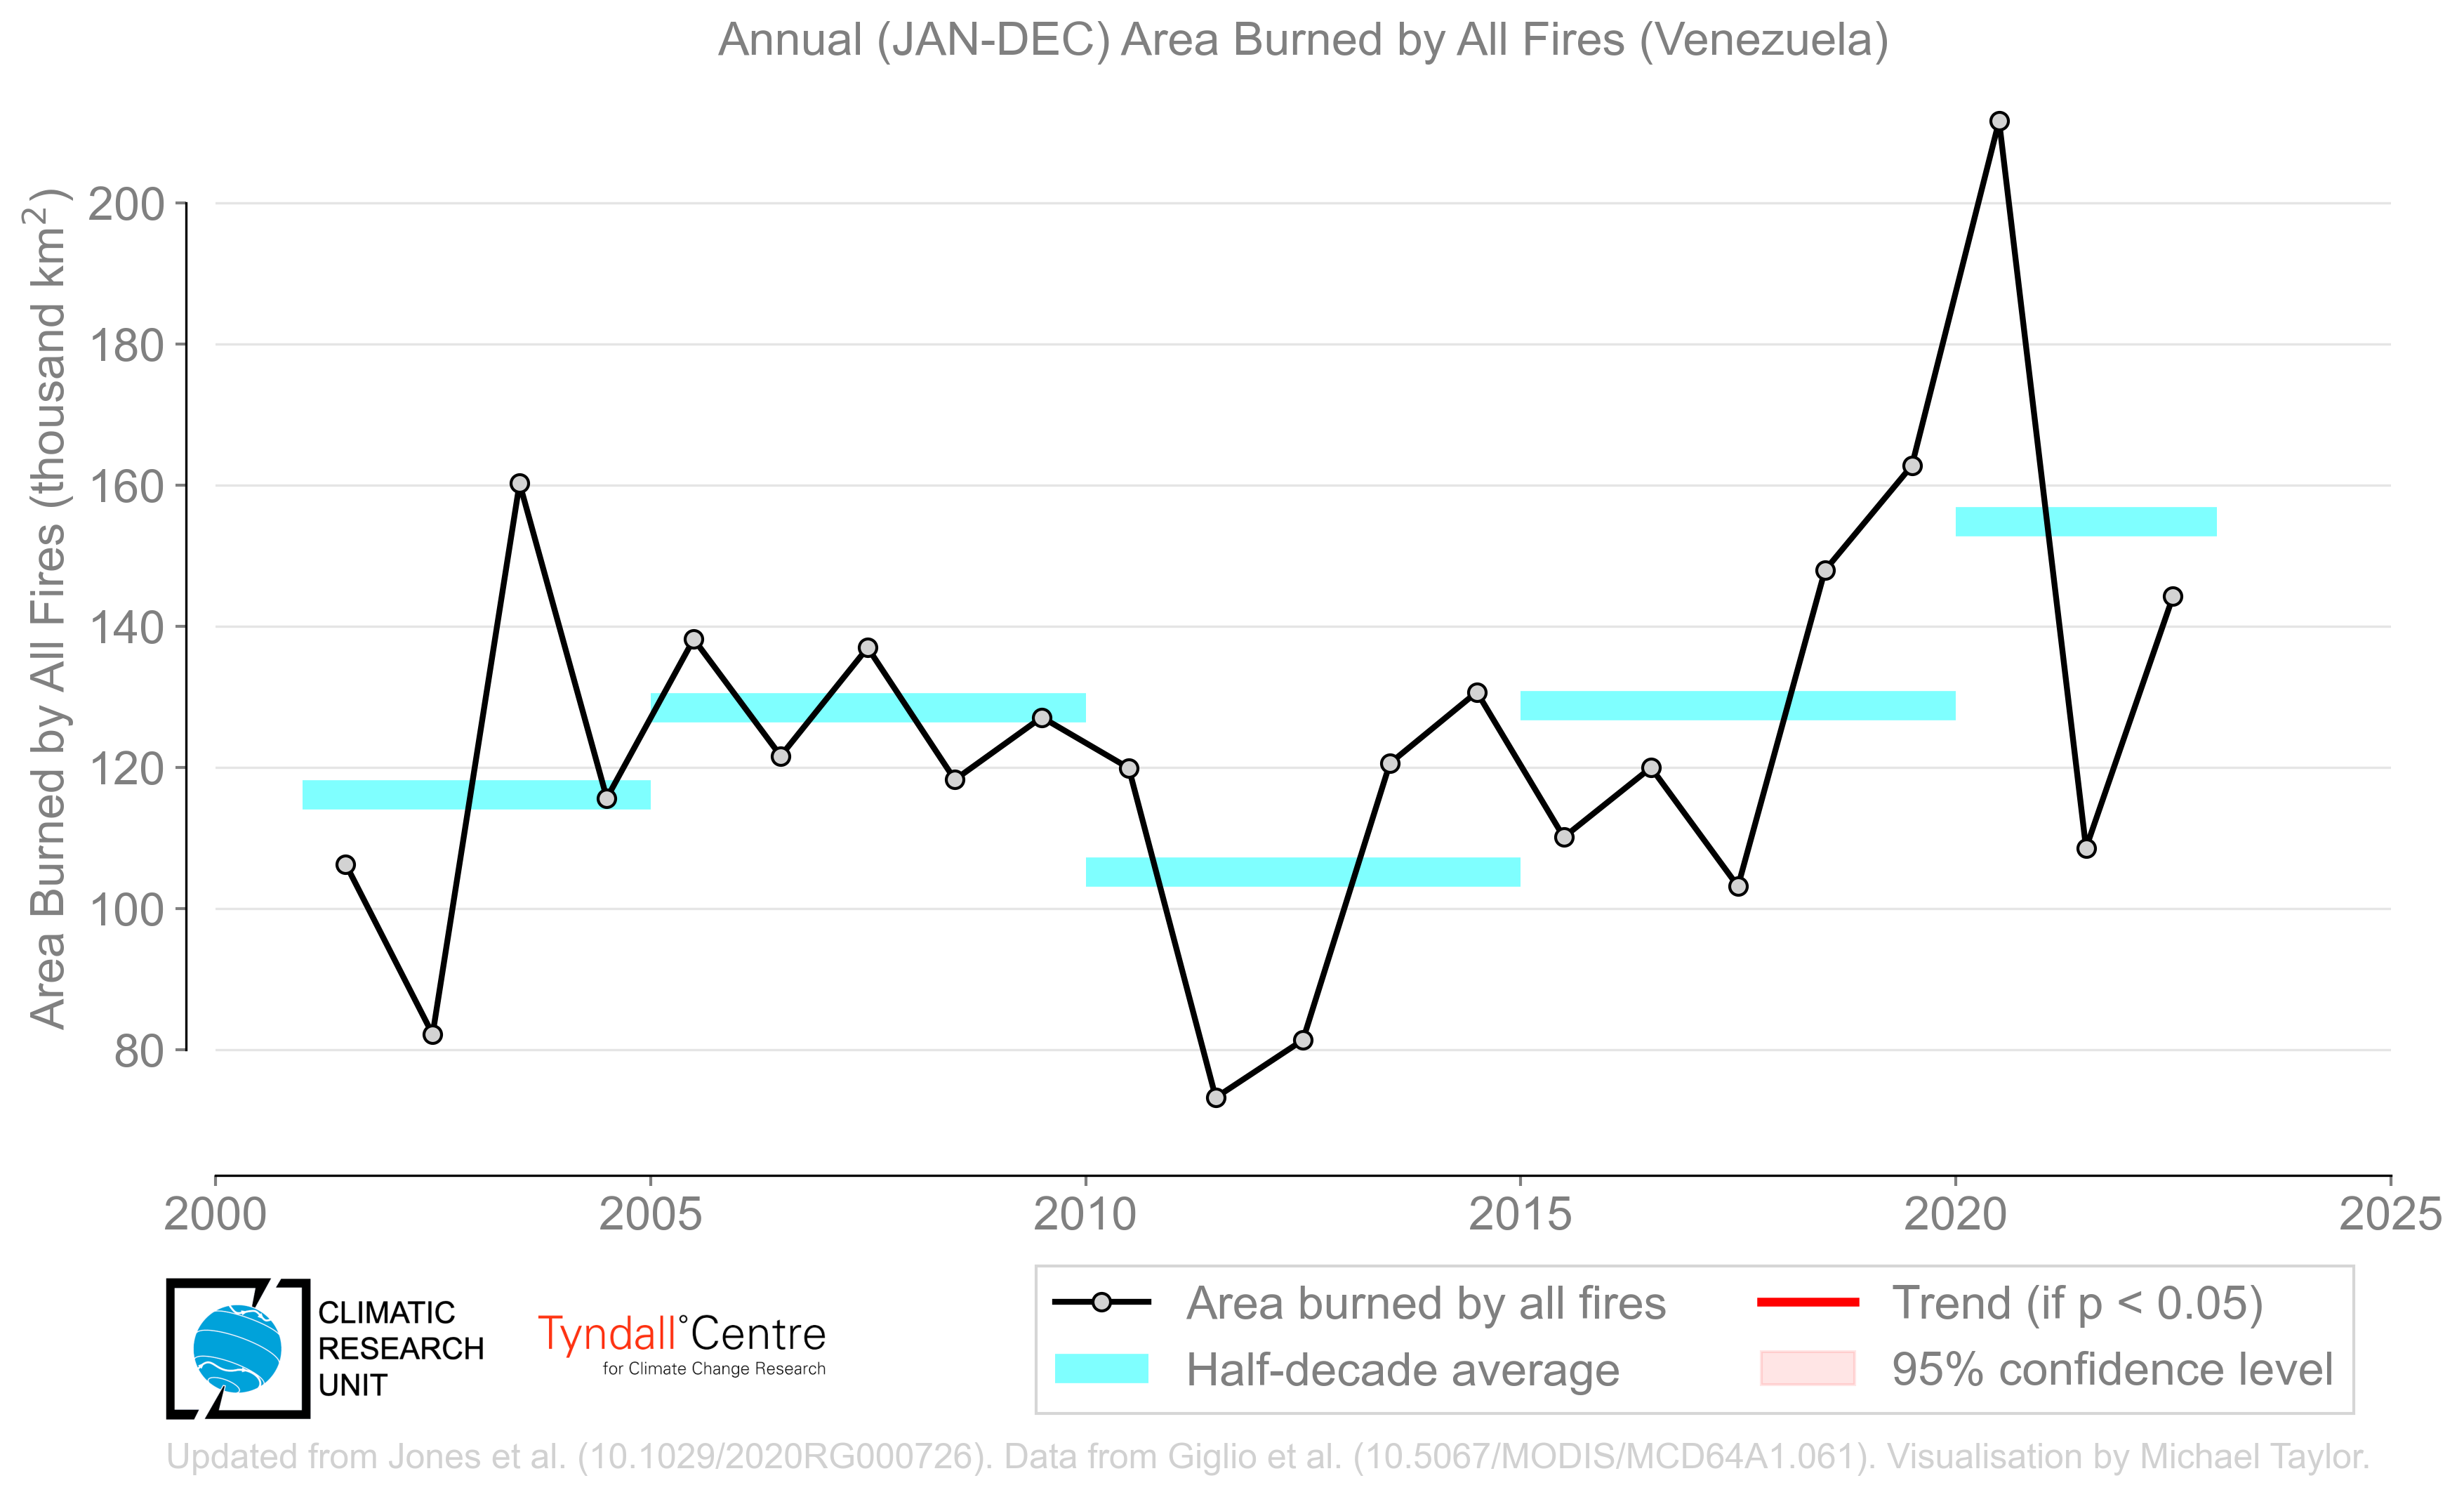 Annual (JAN-DEC) Area Burned by All Fires (Venezuela)
Area Burned by All Fires (thousand km²)
200
180
160
140
120
100
80
2000
2005
2010
2015
2020
2025
CLIMATIC
RESEARCH
UNIT
Tyndall°Centre
for Climate Change Research
Area burned by all fires
Half-decade average
Trend (if p < 0.05)
95% confidence level
Updated from Jones et al. (10.1029/2020RG000726). Data from Giglio et al. (10.5067/MODIS/MCD64A1.061). Visualisation by Michael Taylor.